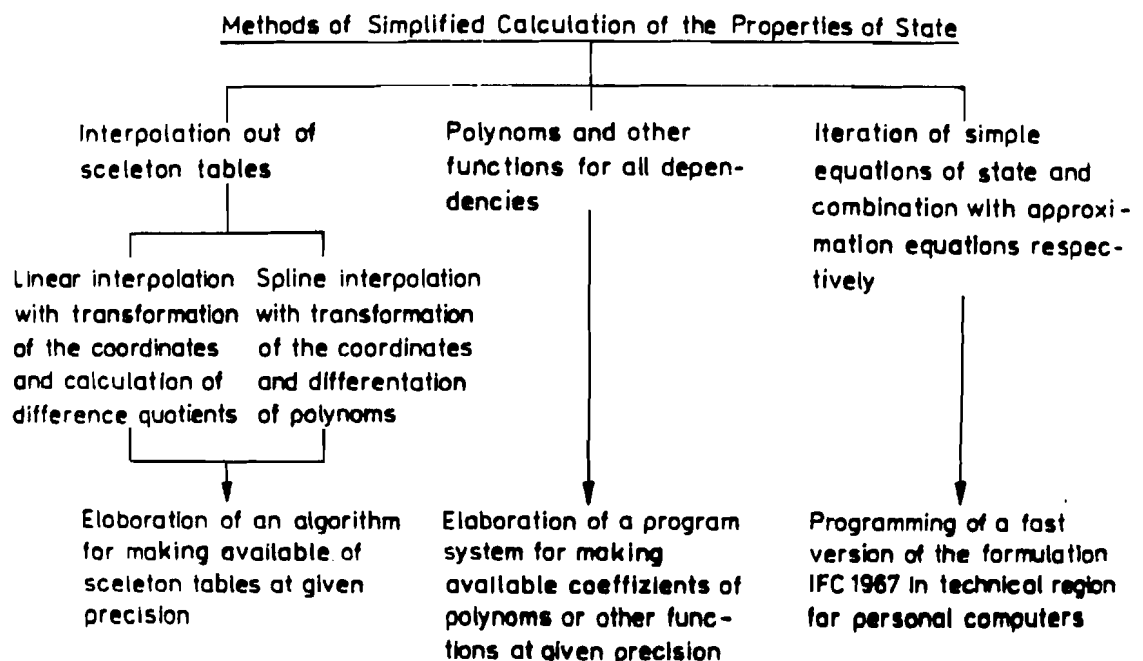 Methods of Simplified Calculation of the Properties of State
Interpolation out of
sceleton tables
Polynoms and other
functions for all depen-
dencies
Iteration of simple
equations of state and
combination with approxi-
mation equations respec-
tively
Linear interpolation
with transformation
of the coordinates
and calculation of
difference quotients
Spline interpolation
with transformation
of the coordinates
and differentation
of polynoms
Eloboration of an algorithm
for making available of
sceleton tables at given
precision
Elaboration of a program
system for making
available coeffizients of
polynoms or other func-
tions at given precision
Programming of a fast
version of the formulation
IFC 1967 in technical region
for personal computers